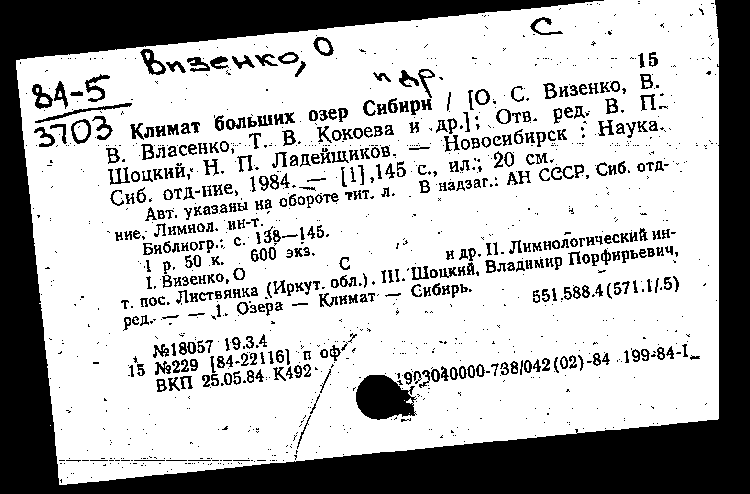 Визенко, О С
и др.
84-5
3703
15
Климат больших озер Сибири / [О. С. Визенко, В.
В. Власенко, Т. В. Кокоева и др.]; Отв. ред. В. П.
Шоцкий, Н. П. Ладейщиков. — Новосибирск : Наука.
Сиб. отд-ние, 1984. — [1],145 с., ил.; 20 см.
Авт. указаны на обороте тит. л. В надзаг.: АН СССР, Сиб. отд-
ние, Лимнол. ин-т.
Библиогр.: с. 138—145.
1 р. 50 к. 600 экз.
I. Визенко, О С и др. II. Лимнологический ин-
т. пос. Листвянка (Иркут. обл.). III. Шоцкий, Владимир Порфирьевич,
ред. — — 1. Озера — Климат — Сибирь.
551.588.4(571.1/.5)
№18057 19.3.4
15 №229 [84-22116] п оф
ВКП 25.05.84 К492
1903040000-738/042(02)-84 199-84-I